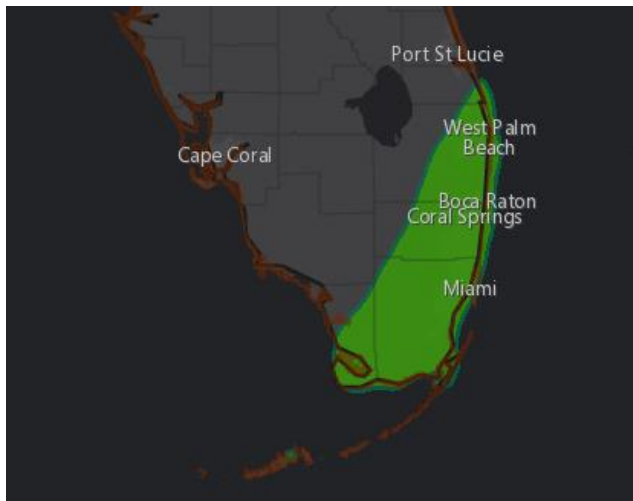 Port St Lucie
West Palm
Beach
Cape Coral
Boca Raton
Coral Springs
Miami